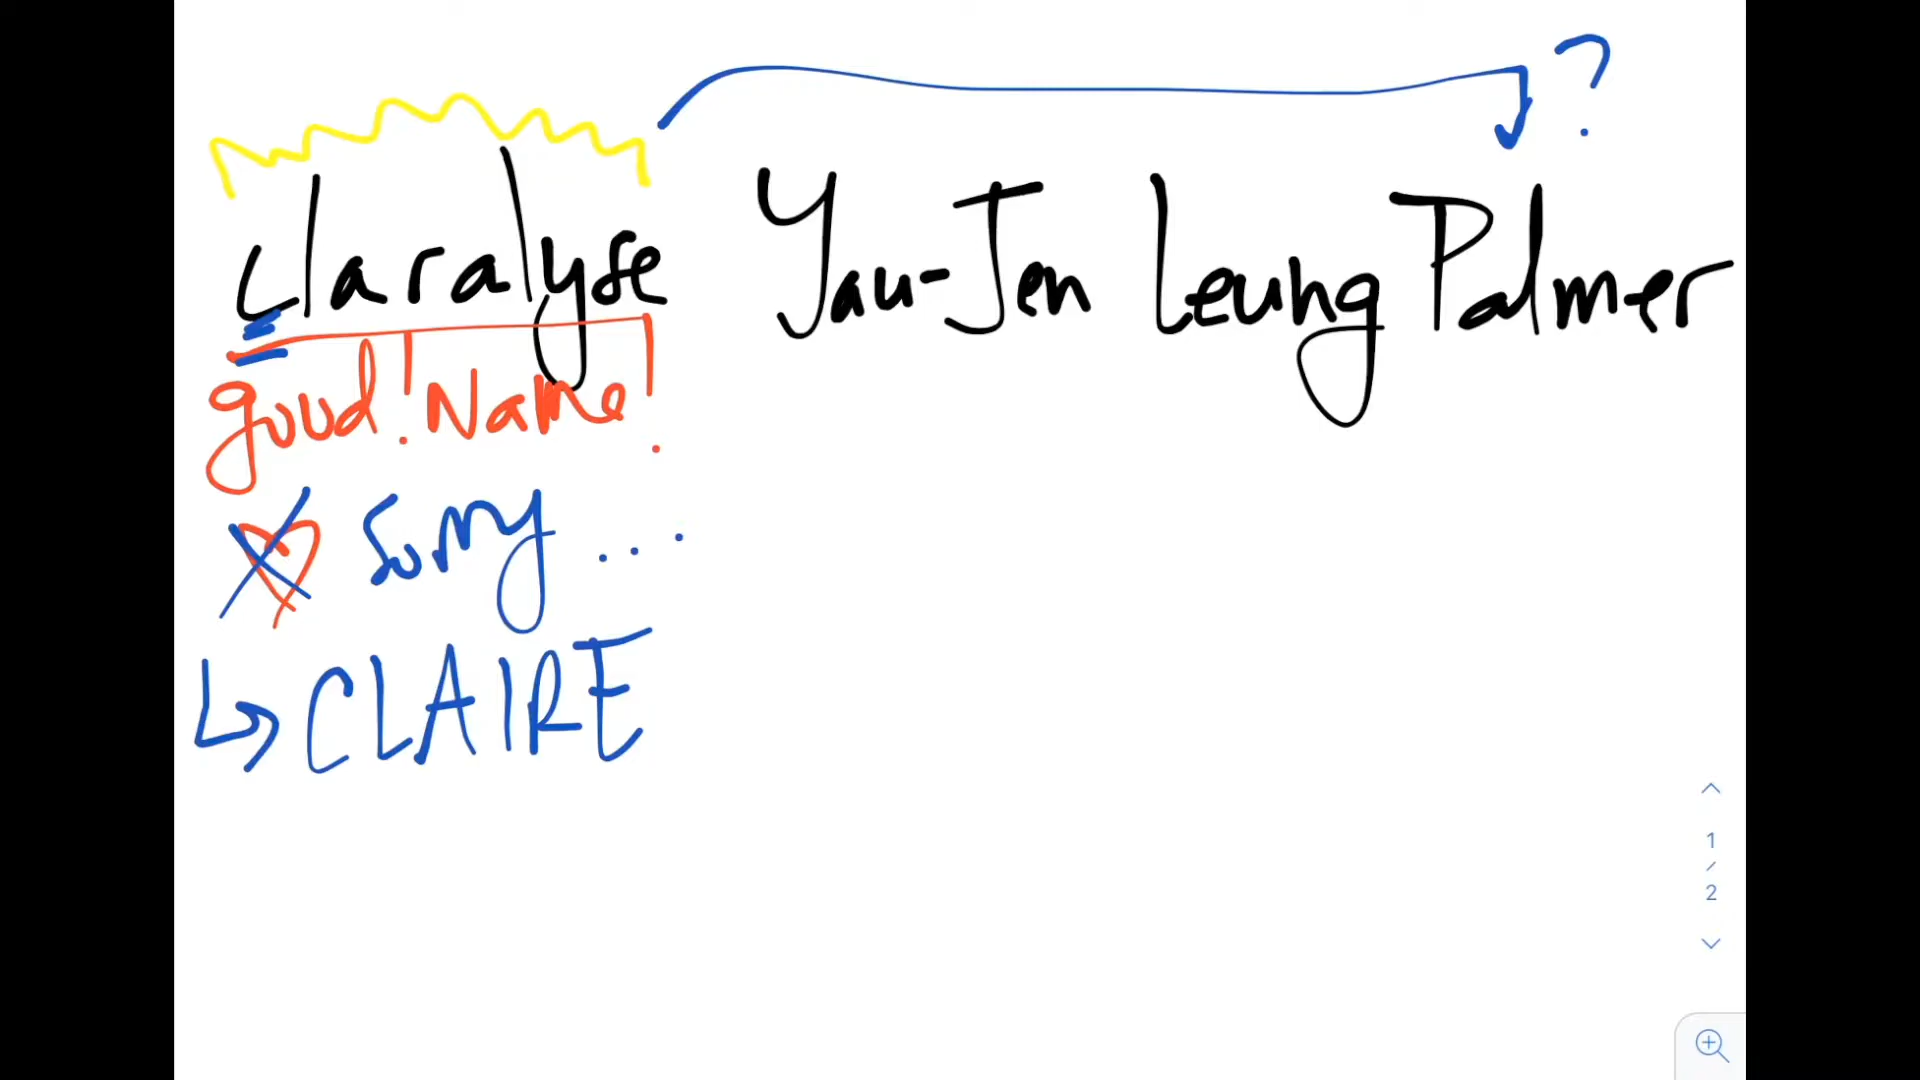 ?
Claralyse Yau-Jen Leung Palmer
good! Name!
Sorry ...
CLAIRE
1
/
2